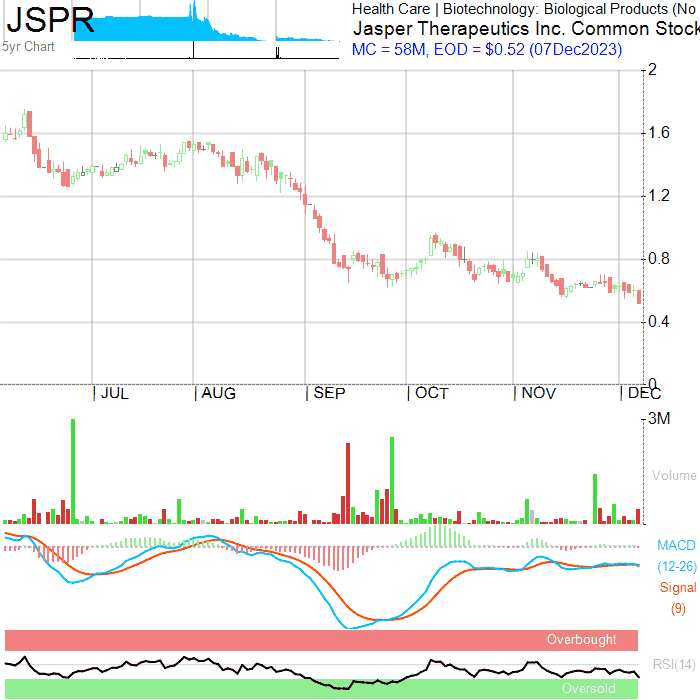 JSPR
5yr Chart
Health Care | Biotechnology: Biological Products (No
Jasper Therapeutics Inc. Common Stock
MC = 58M, EOD = $0.52 (07Dec2023)
2
1.6
1.2
0.8
0.4
0
| JUL | AUG | SEP | OCT | NOV | DEC
3M
Volume
MACD
(12-26)
Signal
(9)
Overbought
RSI(14)
Oversold